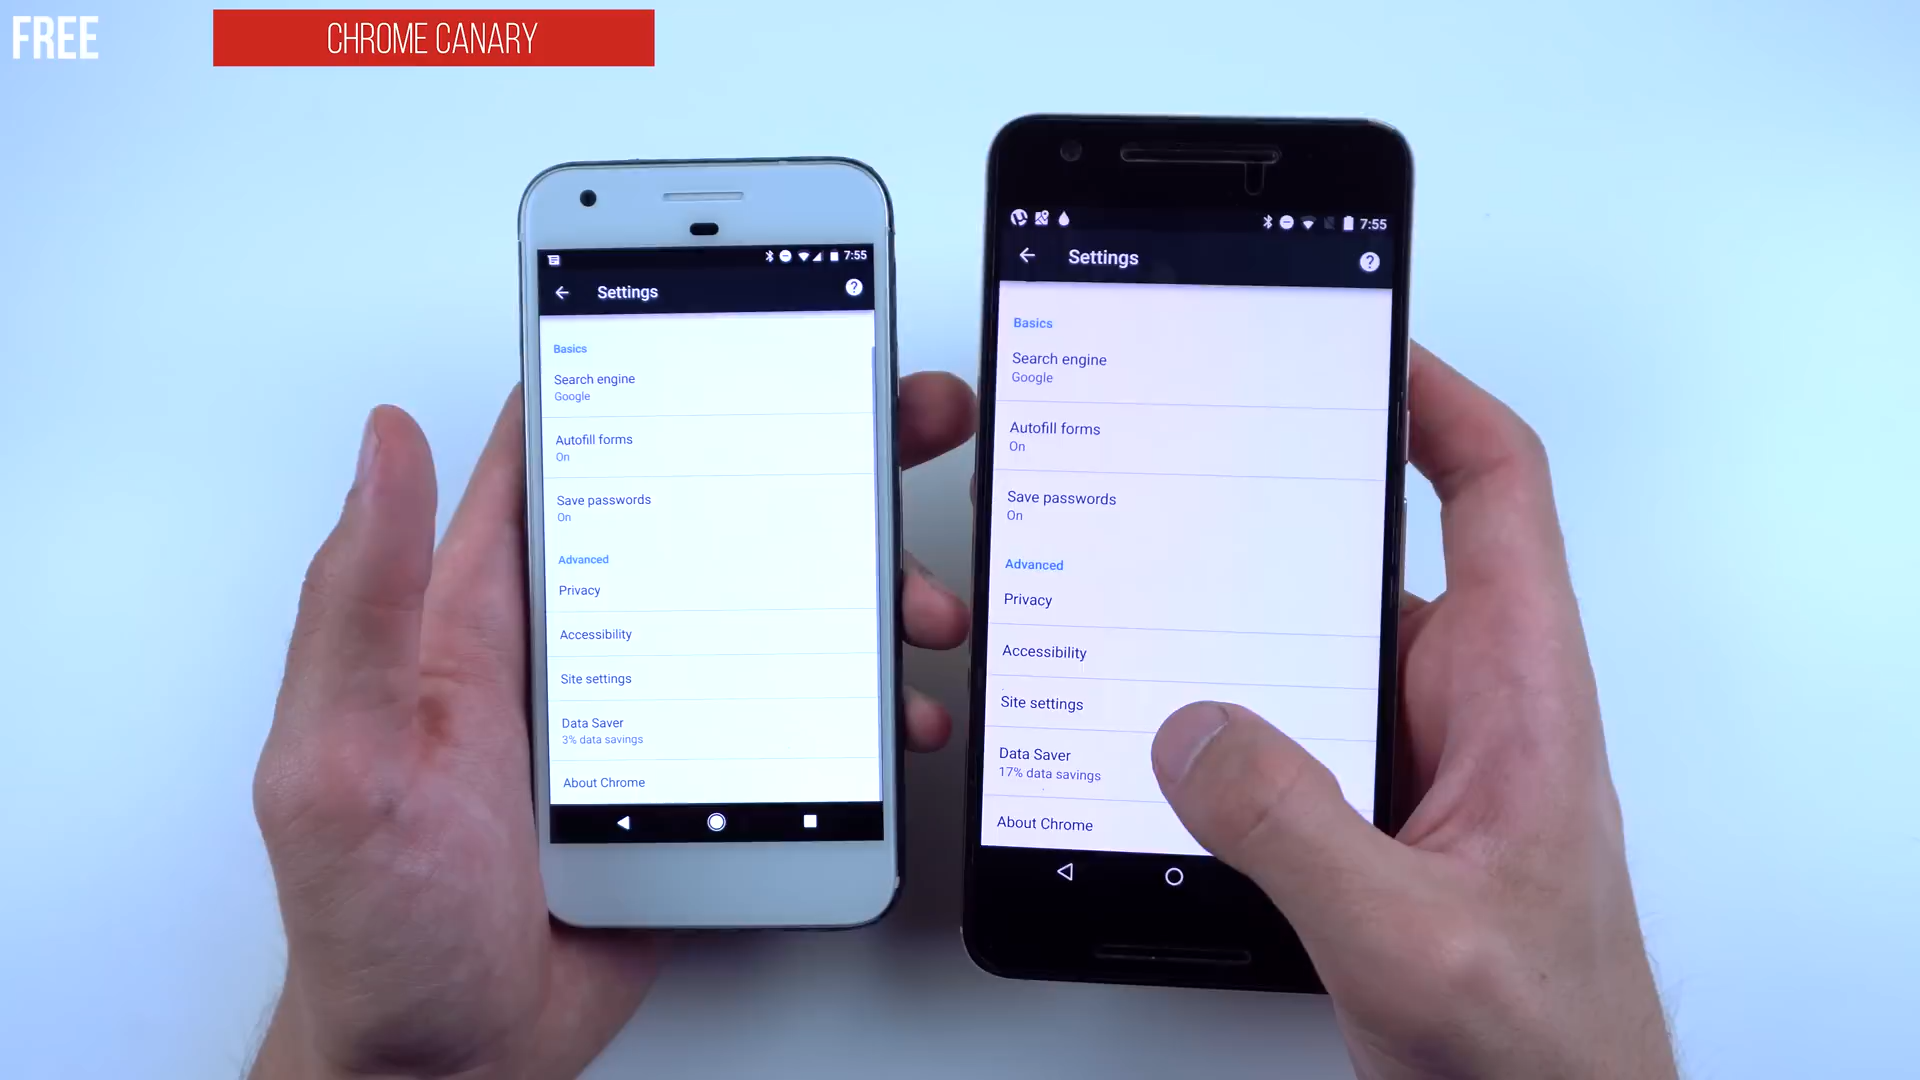 FREE
CHROME CANARY
7:55
Settings
?
Basics
Search engine
Google
Autofill forms
On
Save passwords
On
Advanced
Privacy
Accessibility
Site settings
Data Saver
3% data savings
About Chrome
7:55
Settings
?
Basics
Search engine
Google
Autofill forms
On
Save passwords
On
Advanced
Privacy
Accessibility
Site settings
Data Saver
17% data savings
About Chrome